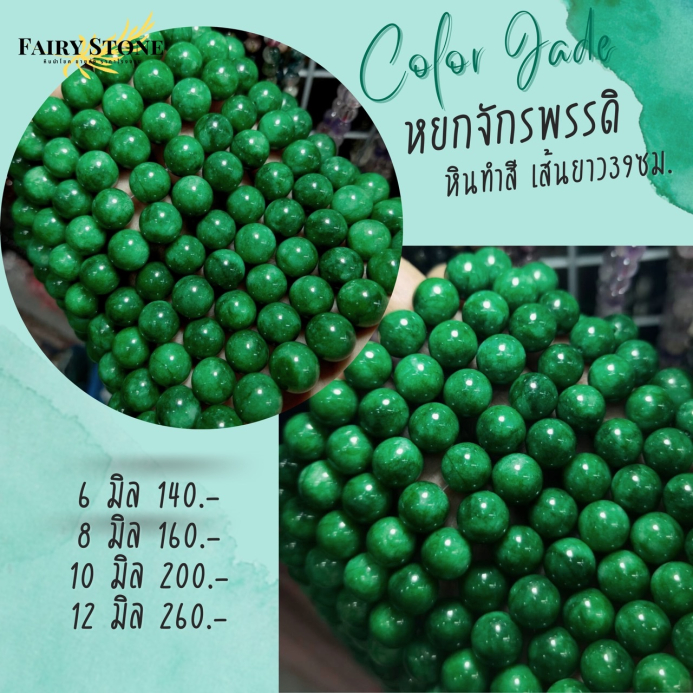 FAIRY STONE
Color Jade
หยกจักรพรรดิ
หินทำสี เส้นยาว39ซม.
6 มิล 140.-
8 มิล 160.-
10 มิล 200.-
12 มิล 260.-